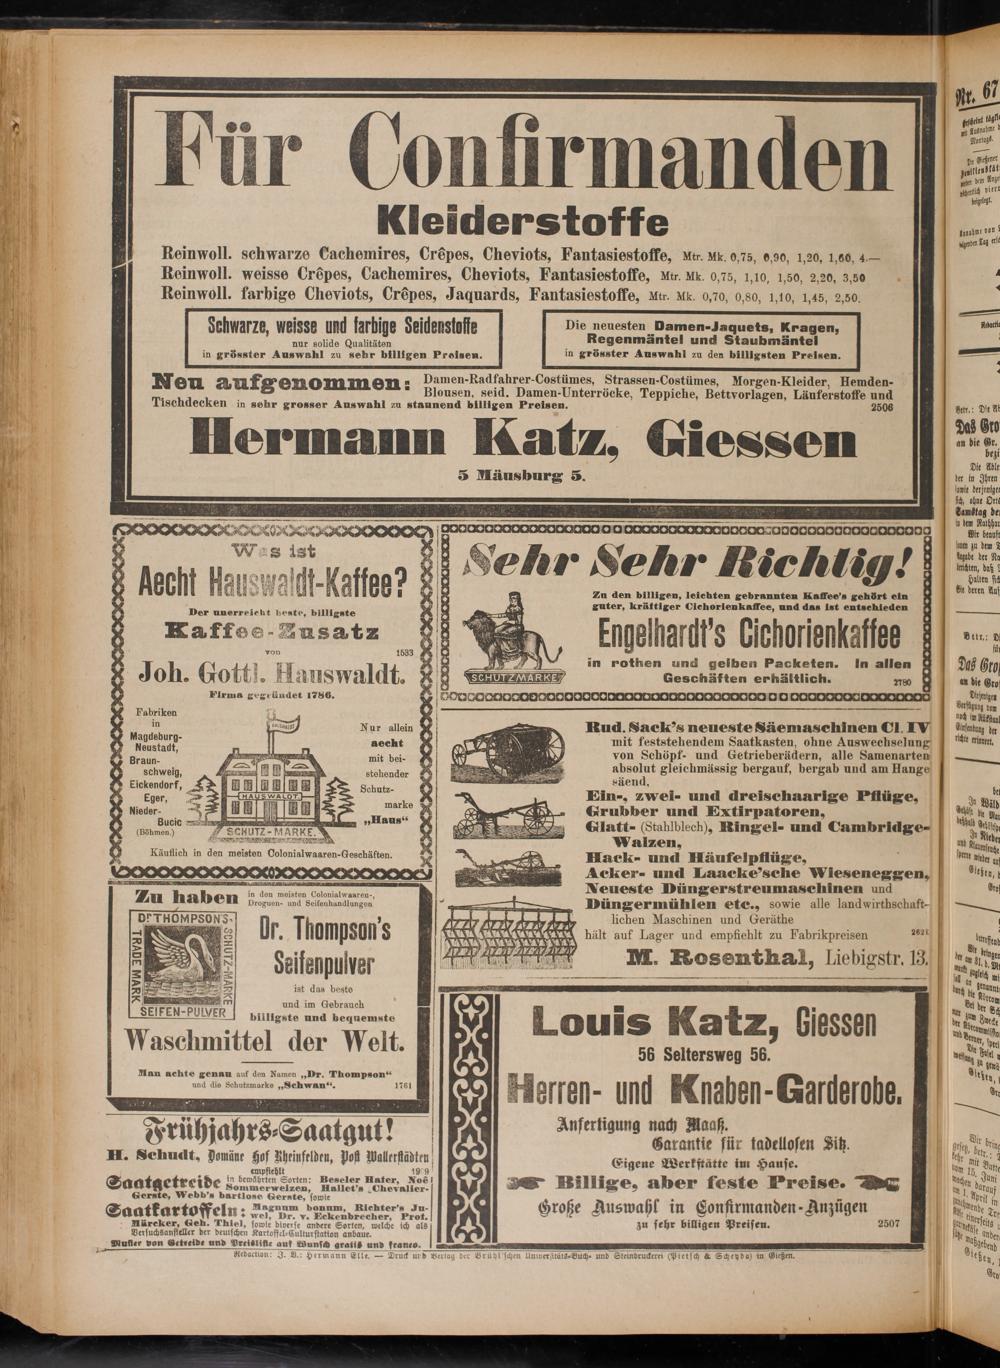 Für Confirmanden
Kleiderstoffe
Reinwoll. schwarze Cachemires, Crêpes, Cheviots, Fantasiestoffe, Mtr. Mk. 0,75, 0,90, 1,20, 1,60, 4.—
Reinwoll. weisse Crêpes, Cachemires, Cheviots, Fantasiestoffe, Mtr. Mk. 0,75, 1,10, 1,50, 2,20, 3,50
Reinwoll. farbige Cheviots, Crêpes, Jaquards, Fantasiestoffe, Mtr. Mk. 0,70, 0,80, 1,10, 1,45, 2,50.
Schwarze, weisse und farbige Seidenstoffe
nur solide Qualitäten
in grösster Auswahl zu sehr billigen Preisen.
Die neuesten Damen-Jaquets, Kragen,
Regenmäntel und Staubmäntel
in grösster Auswahl zu den billigsten Preisen.
Neu aufgenommen: Damen-Radfahrer-Costümes, Strassen-Costümes, Morgen-Kleider, Hemden-
Blousen, seid. Damen-Unterröcke, Teppiche, Bettvorlagen, Läuferstoffe und
Tischdecken in sehr grosser Auswahl zu staunend billigen Preisen. 2506
Hermann Katz, Giessen
5 Mäusburg 5.
Was ist
Aecht Hauswaldt-Kaffee?
Der unerreicht beste, billigste
Kaffee-Zusatz
von 1533
Joh. Gottl. Hauswaldt.
Firma gegründet 1786.
Fabriken
in
Magdeburg-
Neustadt,
Braun-
schweig,
Eickendorf,
Eger,
Nieder-
Bucic
(Böhmen.)
HAUSWALDT
SCHUTZ-MARKE.
Nur allein
aecht
mit bei-
stehender
Schutz-
marke
„Haus“
Käuflich in den meisten Colonialwaaren-Geschäften.
Zu haben in den meisten Colonialwaaren-,
Droguen- und Seifenhandlungen
DR THOMPSON'S
TRADE MARK
SCHUTZ-MARKE
SEIFEN-PULVER
Dr. Thompson's
Seifenpulver
ist das beste
und im Gebrauch
billigste und bequemste
Waschmittel der Welt.
Man achte genau auf den Namen „Dr. Thompson“
und die Schutzmarke „Schwan“. 1761
Frühjahrs-Saatgut!
H. Schudt, Domäne Hof Rheinfelden, Post Wallerstädten
empfiehlt
Saatgetreide in bewährten Sorten: Beseler Hafer, Noé
Sommerweizen, Hallet's Chevalier-
Gerste, Webb's bartlose Gerste, sowie
Saatkartoffeln: Magnum bonum, Richter's Ju-
wel, Dr. v. Eckenbrecher, Prof.
Märcker, Geh. Thiel, sowie diverse andere Sorten, welche ich als
Versuchsansteller der deutschen Kartoffel-Culturstation anbaue.
Muster von Getreide und Preisliste auf Wunsch gratis und franco.
Sehr Sehr Richtig!
Zu den billigen, leichten gebrannten Kaffee's gehört ein
guter, kräftiger Cichorienkaffee, und das ist entschieden
Engelhardt's Cichorienkaffee
in rothen und gelben Packeten. In allen
Geschäften erhältlich. 2780
SCHUTZMARKE
Rud. Sack's neueste Säemaschinen Cl. IV
mit feststehendem Saatkasten, ohne Auswechselung
von Schöpf- und Getrieberädern, alle Samenarten
absolut gleichmässig bergauf, bergab und am Hange
säend,
Ein-, zwei- und dreischaarige Pflüge,
Grubber und Extirpatoren,
Glatt- (Stahlblech), Ringel- und Cambridge-
Walzen,
Hack- und Häufelpflüge,
Acker- und Laacke'sche Wieseneggen,
Neueste Düngerstreumaschinen und
Düngermühlen etc., sowie alle landwirthschaft-
lichen Maschinen und Geräthe
hält auf Lager und empfiehlt zu Fabrikpreisen
M. Rosenthal, Liebigstr. 13.
Louis Katz, Giessen
56 Seltersweg 56.
Herren- und Knaben-Garderobe.
Anfertigung nach Maaß.
Garantie für tadellosen Sitz.
Eigene Werkstätte im Hause.
Billige, aber feste Preise.
Große Auswahl in Confirmanden-Anzügen
zu sehr billigen Preisen. 2507
Redaction: J. V.: Hermann Elle. — Druck und Verlag der Brühl'schen Universitäts-Buch- und Steindruckerei (Pietsch & Scheyda) in Gießen.
Nr. 67